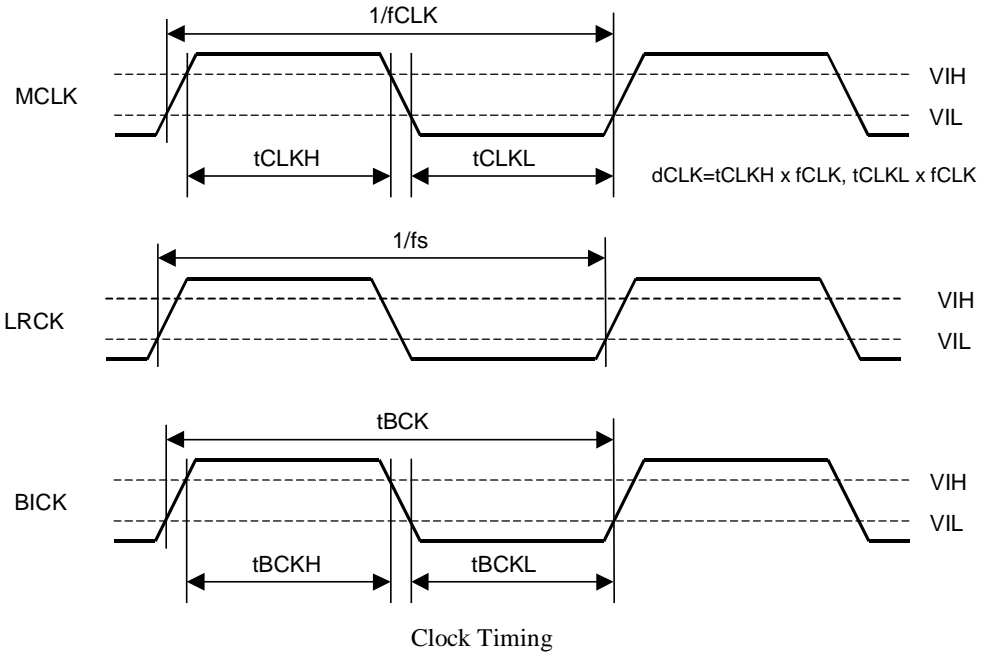 1/fCLK
MCLK
VIH
VIL
tCLKH
tCLKL
dCLK=tCLKH x fCLK, tCLKL x fCLK
1/fs
LRCK
VIH
VIL
tBCK
BICK
VIH
VIL
tBCKH
tBCKL
Clock Timing